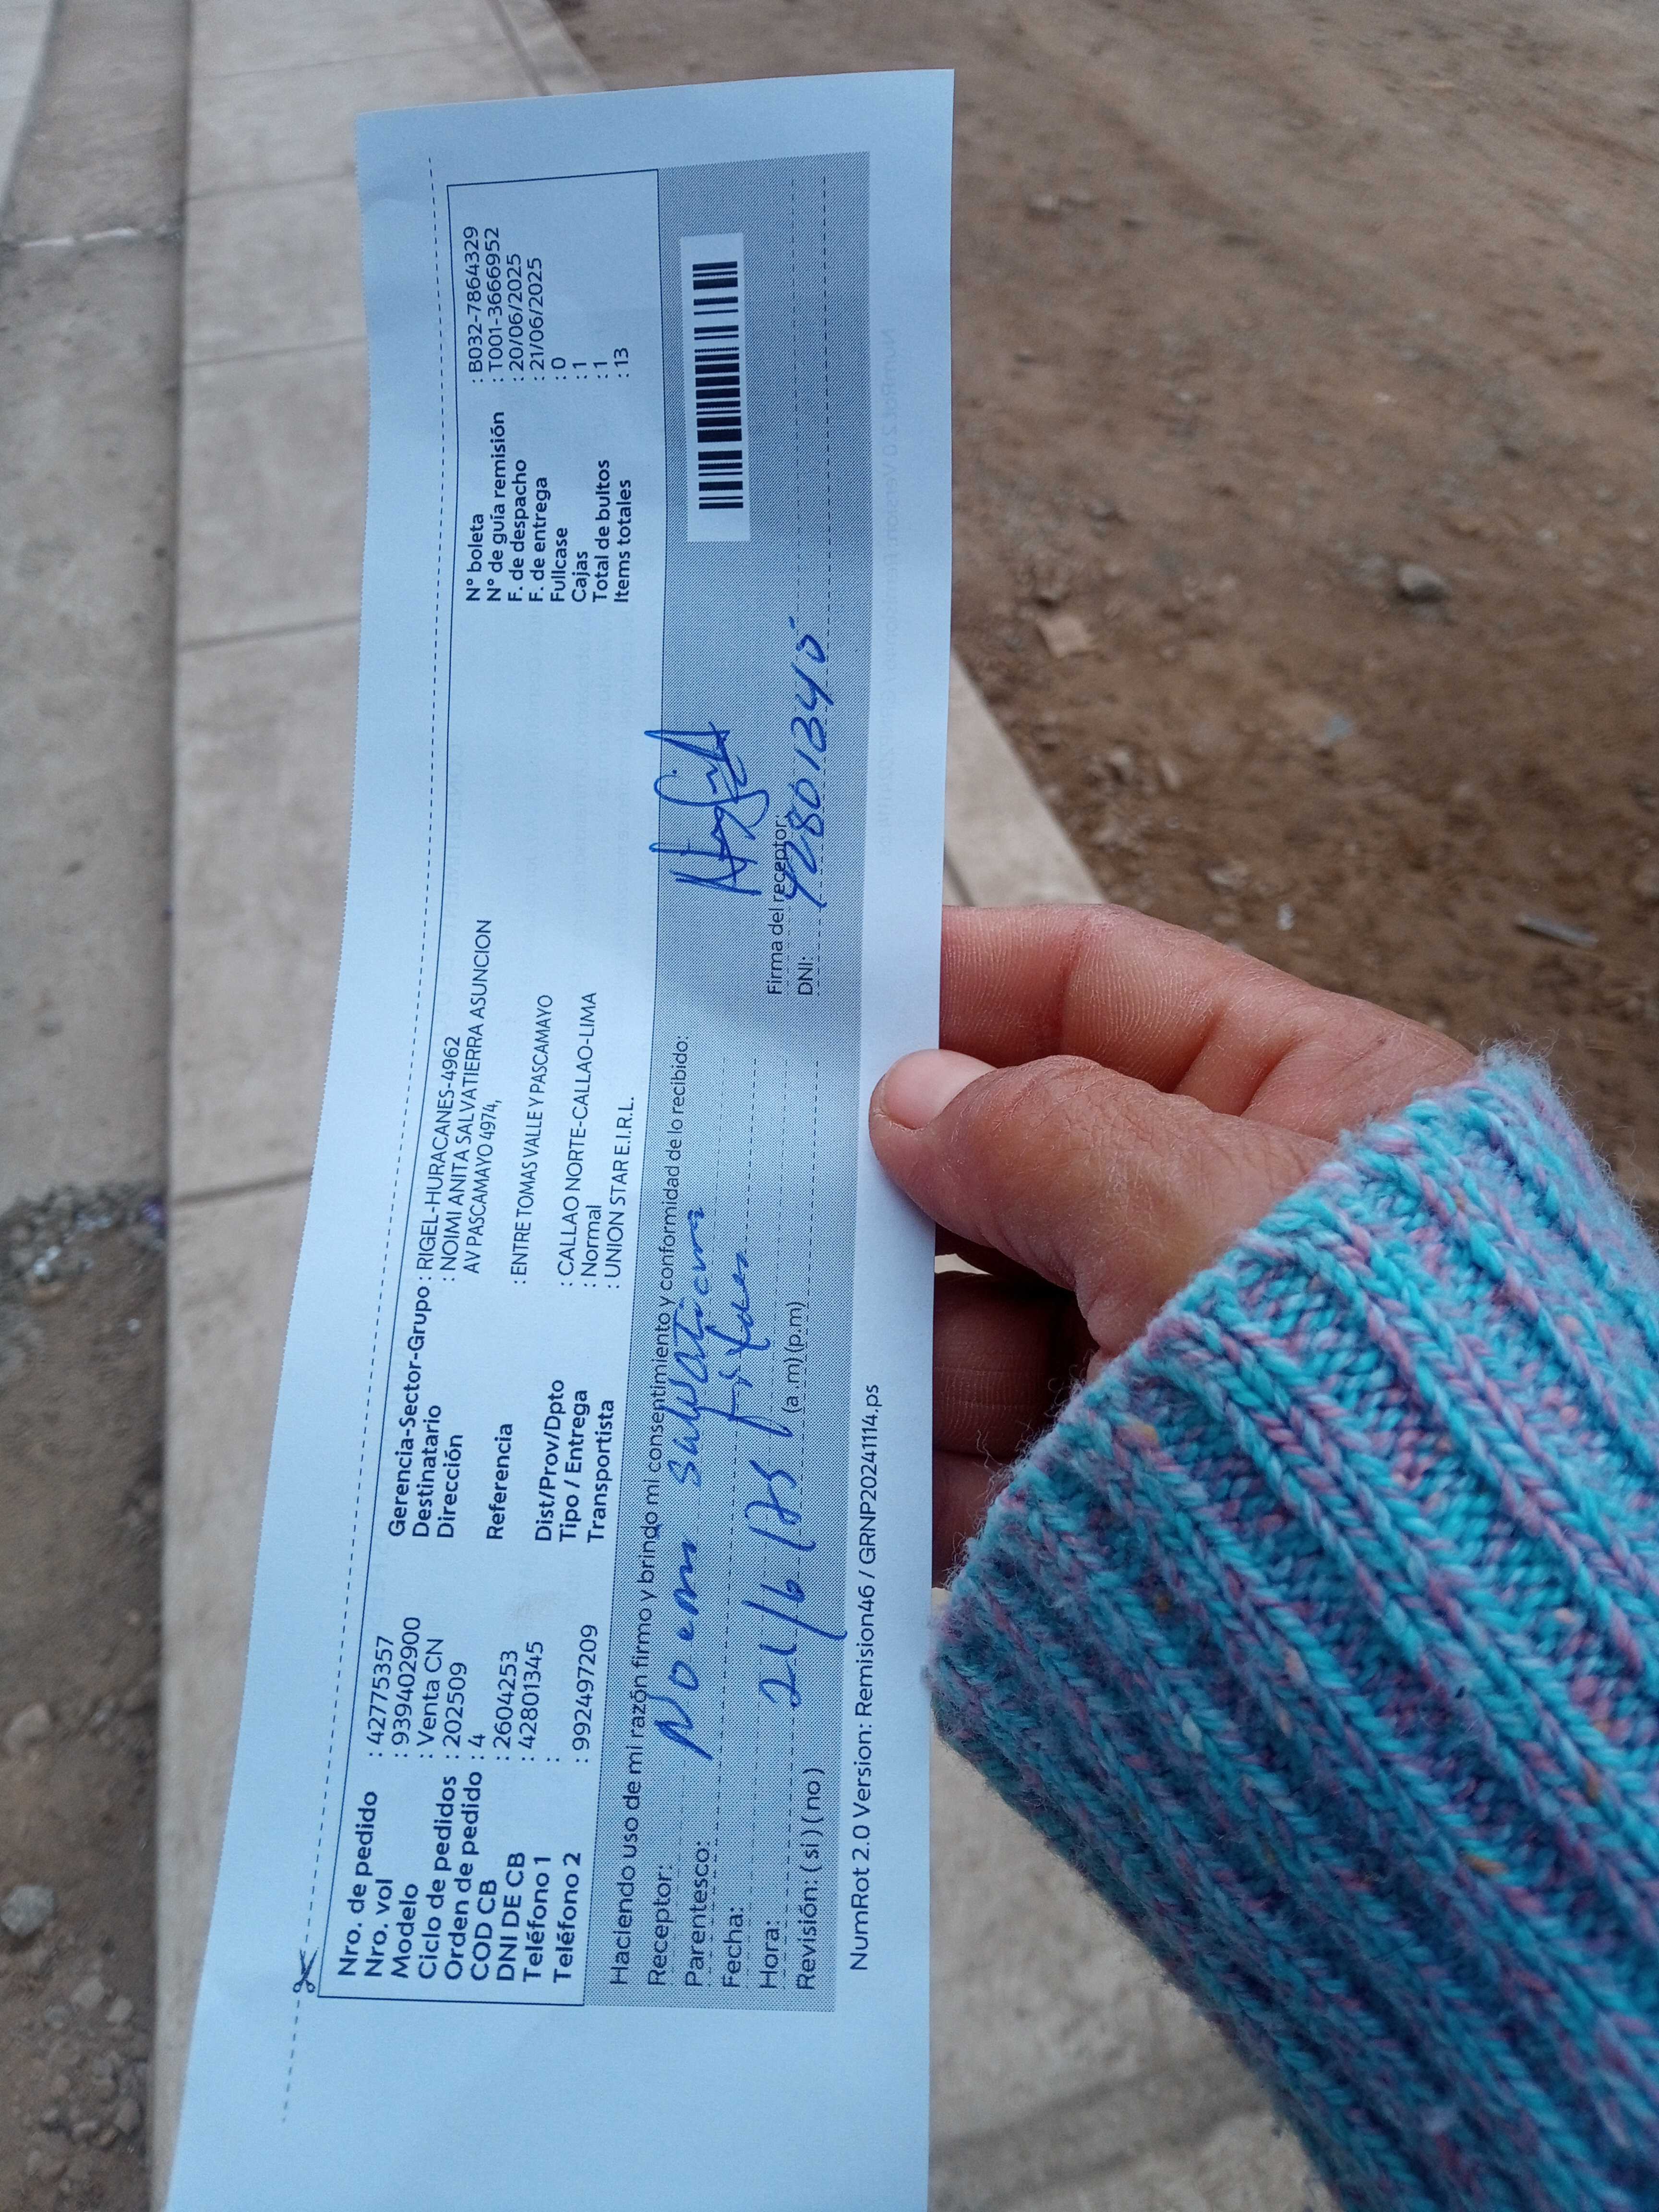 Nro. de pedido : 42775357
Nro. vol : 939402900
Modelo : Venta CN
Ciclo de pedidos : 202509
Orden de pedido : 4
COD CB : 2604253
DNI DE CB : 42801345
Teléfono 1 :
Teléfono 2 : 992497209
Gerencia-Sector-Grupo : RIGEL-HURACANES-4962
Destinatario : NOIMI ANITA SALVATIERRA ASUNCION
Dirección AV PASCAMAYO 4974,
Referencia : ENTRE TOMAS VALLE Y PASCAMAYO
Dist/Prov/Dpto : CALLAO NORTE-CALLAO-LIMA
Tipo / Entrega : Normal
Transportista : UNION STAR E.I.R.L.
N° boleta : B032-7864329
N° de guía remisión : T001-3666952
F. de despacho : 20/06/2025
F. de entrega : 21/06/2025
Fullcase : 0
Cajas : 1
Total de bultos : 1
Items totales : 13
Haciendo uso de mi razón firmo y brindo mi consentimiento y conformidad de lo recibido:
Receptor:
Parentesco:
Fecha: 21/6/25
Hora: (a.m) (p.m)
Revisión: ( si ) ( no )
Firma del receptor:
DNI: 42801345
NumRot 2.0 Version: Remision46 / GRNP20241114.ps